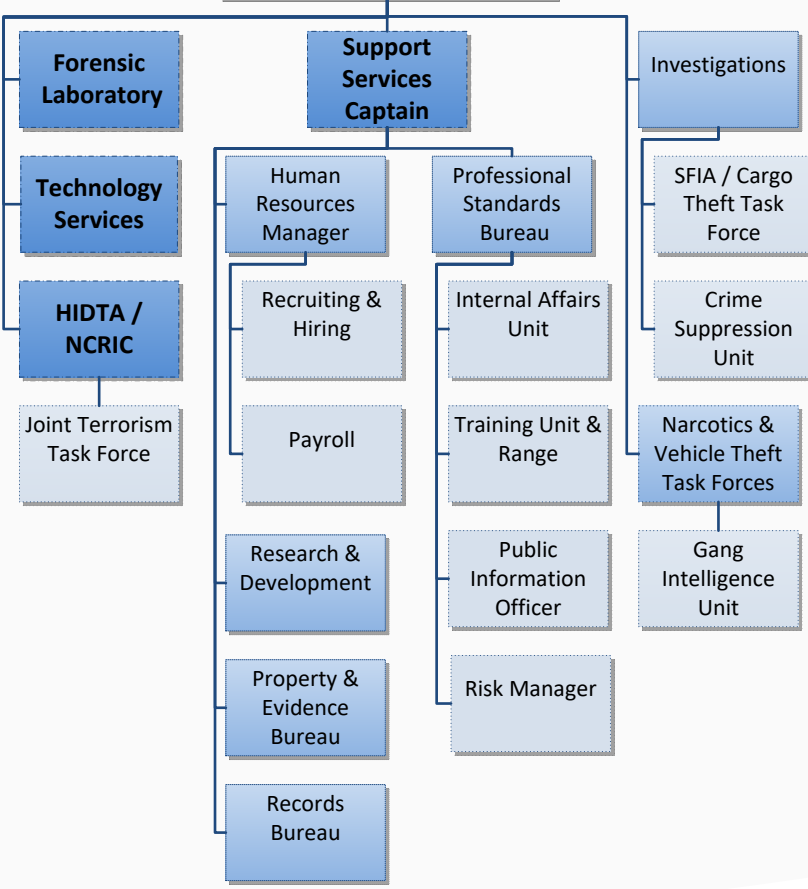 Forensic
Laboratory
Support
Services
Captain
Investigations
Technology
Services
Human
Resources
Manager
Professional
Standards
Bureau
SFIA / Cargo
Theft Task
Force
HIDTA /
NCRIC
Recruiting &
Hiring
Internal Affairs
Unit
Crime
Suppression
Unit
Joint Terrorism
Task Force
Payroll
Training Unit &
Range
Narcotics &
Vehicle Theft
Task Forces
Research &
Development
Public
Information
Officer
Gang
Intelligence
Unit
Property &
Evidence
Bureau
Risk Manager
Records
Bureau